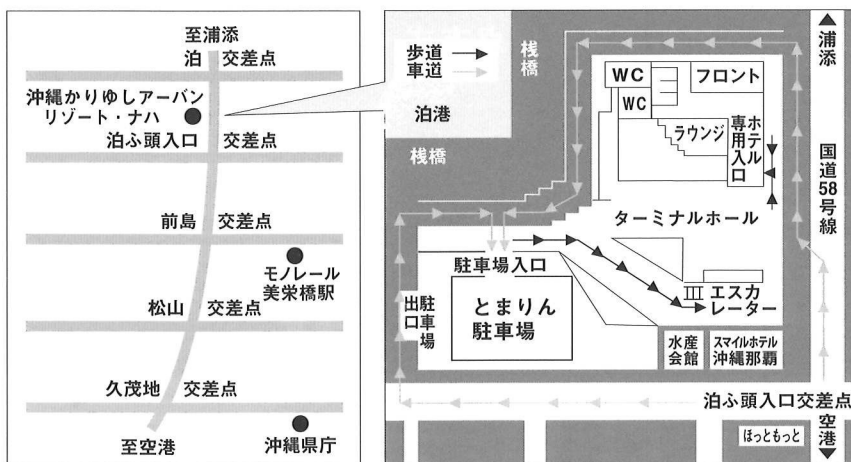 至浦添
泊 交差点
沖縄かりゆしアーバン
リゾート・ナハ
泊ふ頭入口 交差点
前島 交差点
モノレール
美栄橋駅
松山 交差点
久茂地 交差点
至空港
沖縄県庁
歩道
車道
桟橋
泊港
桟橋
WC
WC
フロント
ラウンジ
ホテル
専用入口
浦添
国道58号線
ターミナルホール
駐車場入口
とまりん
駐車場
駐車場
出口
エスカ
レーター
水産
会館
スマイルホテル
沖縄那覇
泊ふ頭入口交差点
ほっともっと
空港